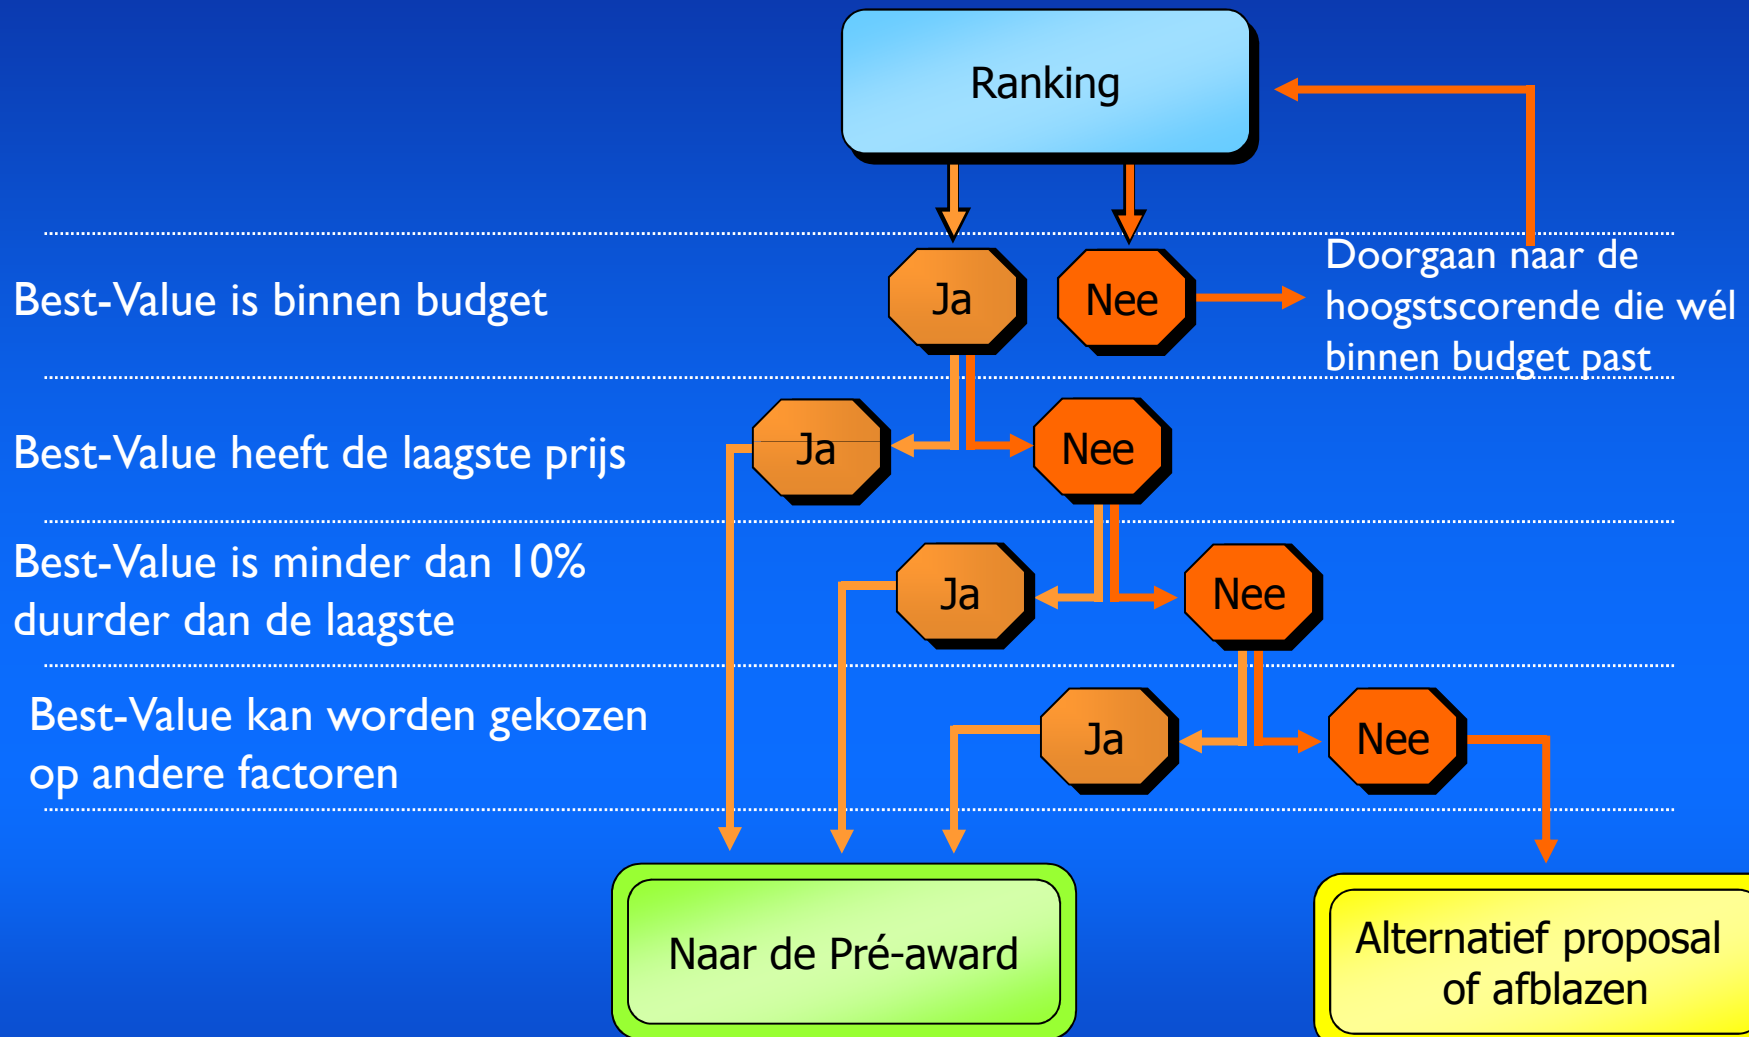 Ranking
Best-Value is binnen budget
Ja
Nee
Doorgaan naar de
hoogstscorende die wél
binnen budget past
Best-Value heeft de laagste prijs
Ja
Nee
Best-Value is minder dan 10%
duurder dan de laagste
Ja
Nee
Best-Value kan worden gekozen
op andere factoren
Ja
Nee
Naar de Pré-award
Alternatief proposal
of afblazen